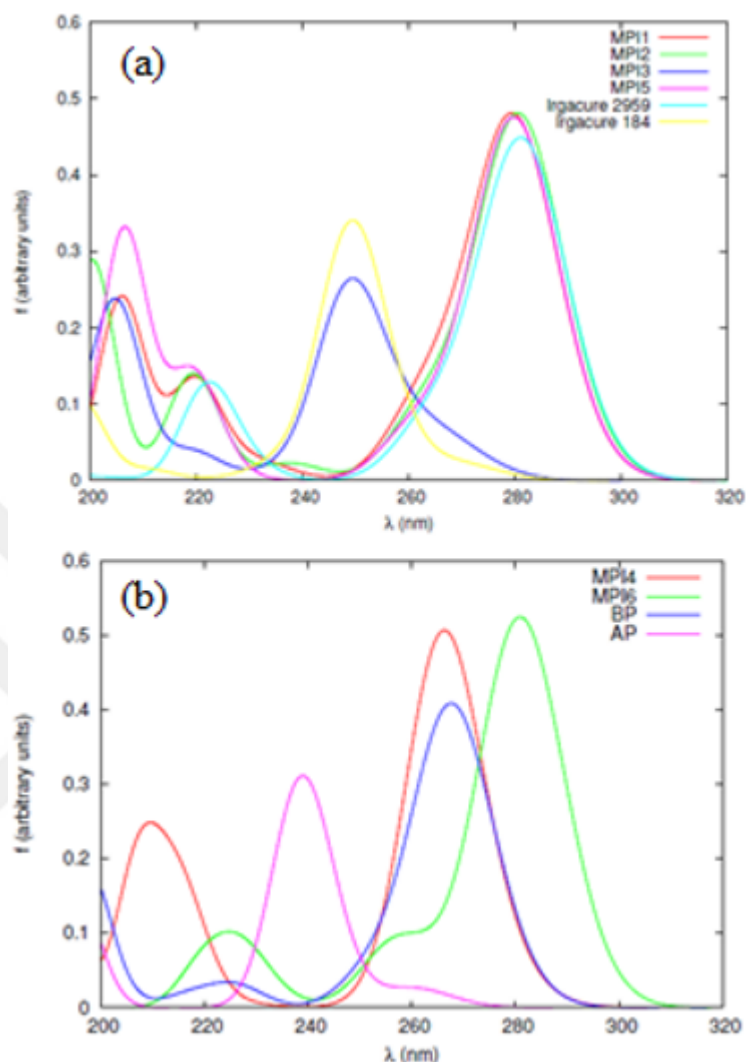 (a)
MPI1
MPI2
MPI3
MPI5
Irgacure 2959
Irgacure 184
f (arbitrary units)
0.6
0.5
0.4
0.3
0.2
0.1
0
200 220 240 260 280 300 320
λ (nm)
(b)
MPI4
MPI6
BP
AP
f (arbitrary units)
0.6
0.5
0.4
0.3
0.2
0.1
0
200 220 240 260 280 300 320
λ (nm)